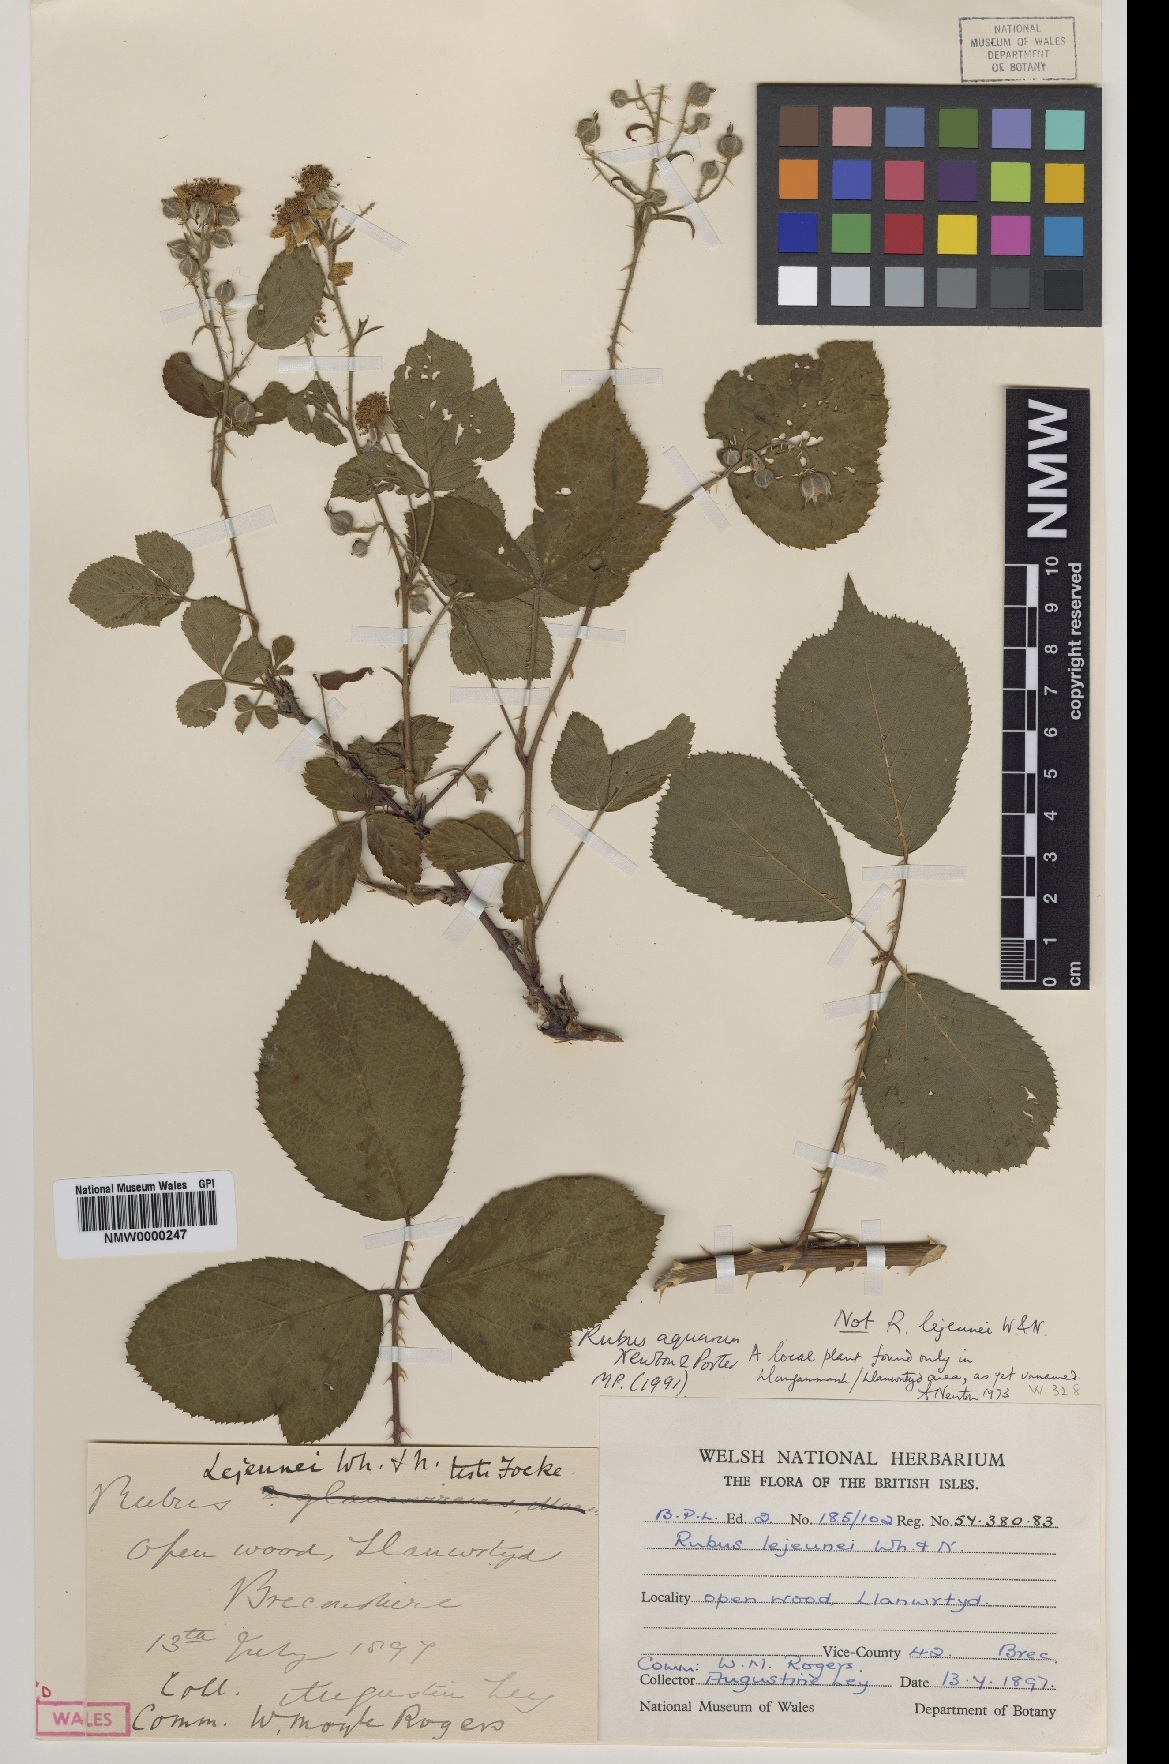 NATIONAL
MUSEUM OF WALES
DEPARTMENT
OF BOTANY
NMW
10
9
8
7
6
5
4
3
2
1
0
cm
copyright reserved
National Museum Wales GPI
NMW0000247
Not R. lejeunei W&N.
Rubus aquarum
Newton & Porter
MP. (1991)
A local plant found only in
Llangammarch/Llanwrtyd area, as yet unnamed.
A Newton 1973 W. 328
Lejeunei Wh. & N. teste Focke
Rubus
Open wood, Llanwrtyd
Breconshire
13th July 1897
Coll. Augustin Ley
Comm. W. Moyle Rogers
WALES
WELSH NATIONAL HERBARIUM
THE FLORA OF THE BRITISH ISLES.
B.P.L. Ed. 2 No. 185/102 Reg. No. 54.380.83
Rubus lejeunei Wh. & N.
Locality open wood, Llanwrtyd.
Vice-County 42. Brec.
Comm: W. M. Rogers.
Collector Augustine Ley Date 13.7.1897.
National Museum of Wales Department of Botany